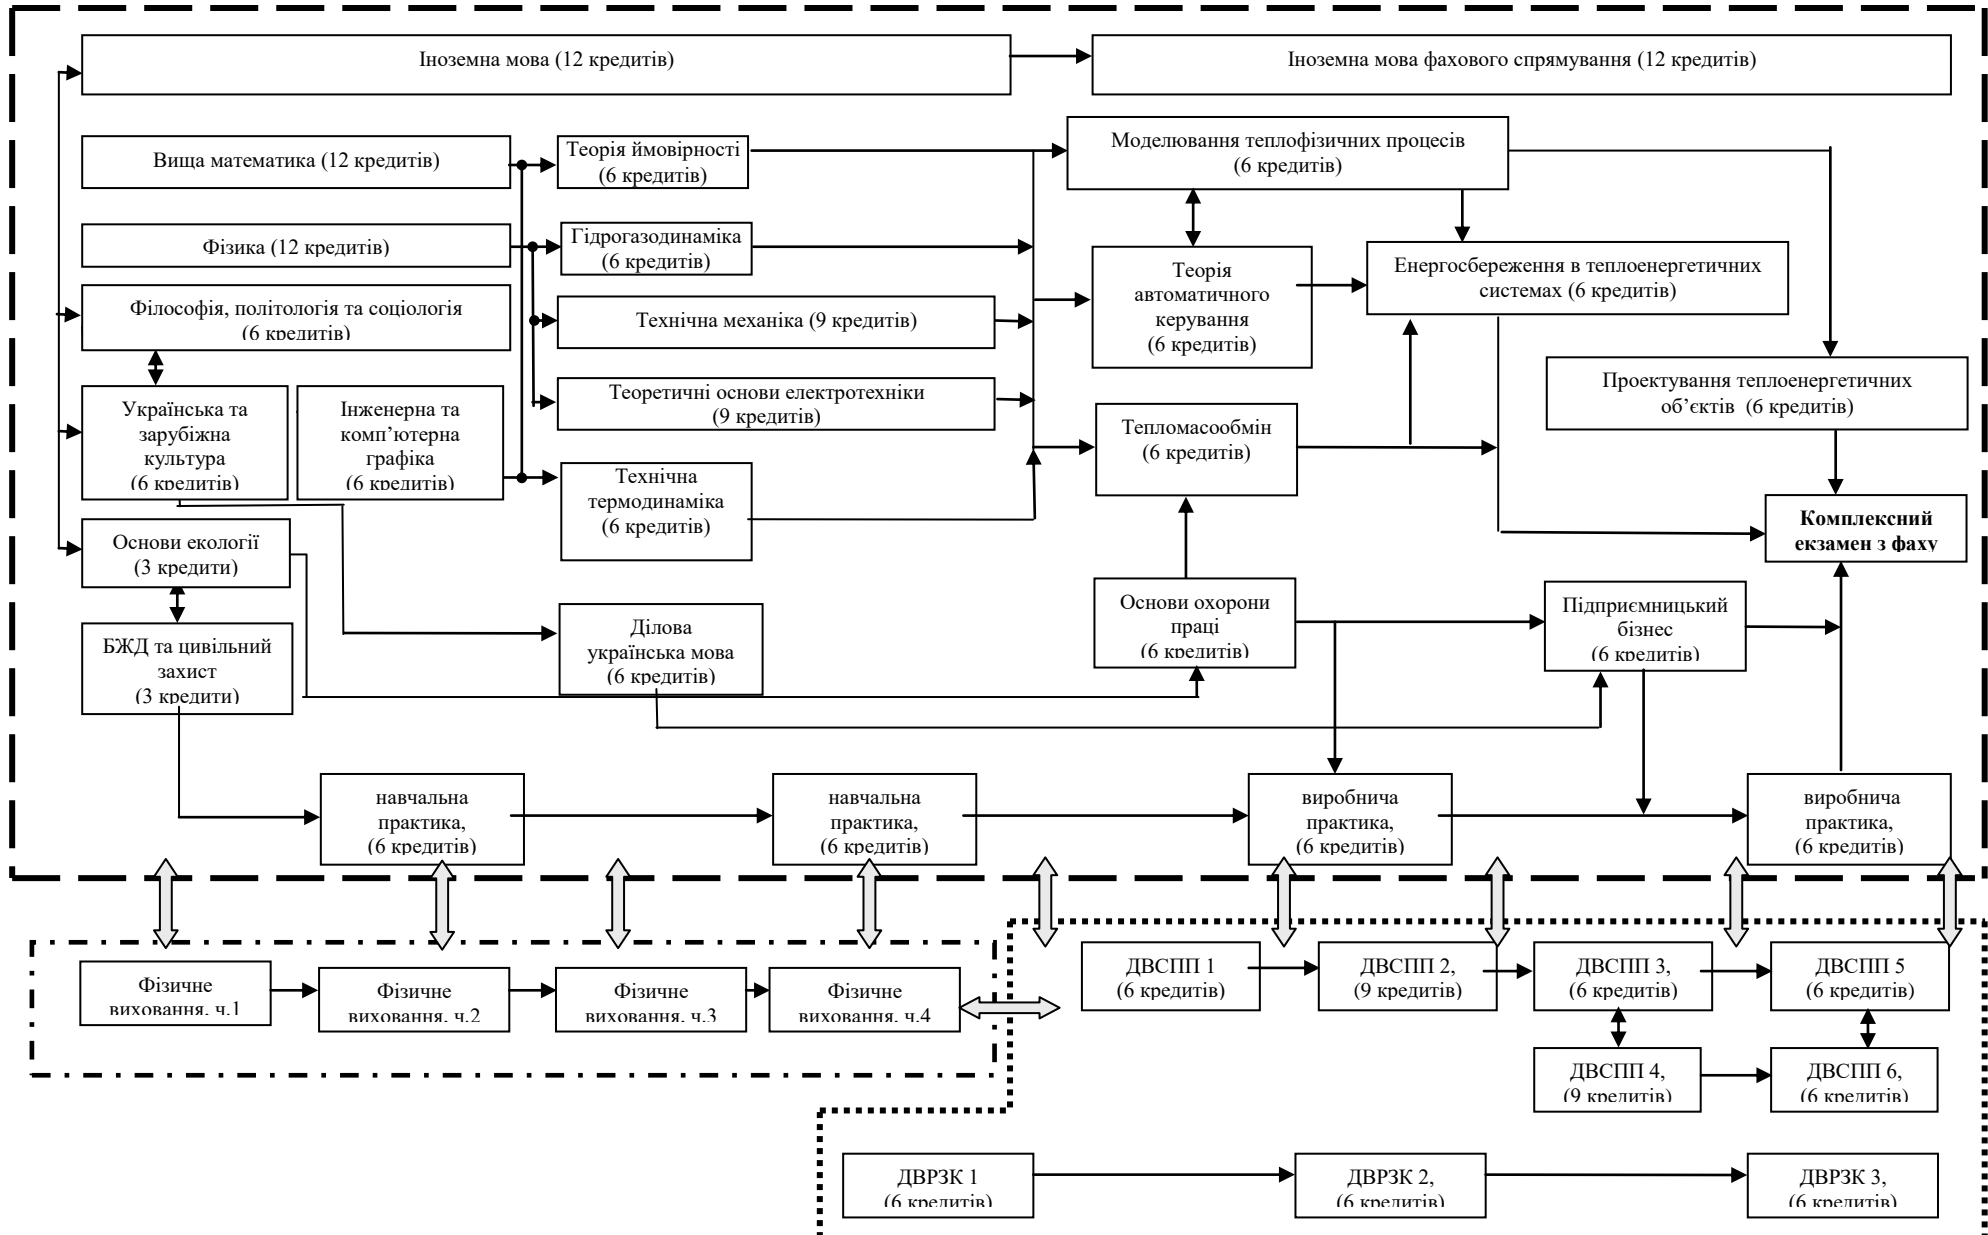 Іноземна мова (12 кредитів)
Іноземна мова фахового спрямування (12 кредитів)
Вища математика (12 кредитів)
Теорія ймовірності
(6 кредитів)
Моделювання теплофізичних процесів
(6 кредитів)
Фізика (12 кредитів)
Гідрогазодинаміка
(6 кредитів)
Теорія
автоматичного
керування
(6 кредитів)
Енергосбереження в теплоенергетичних
системах (6 кредитів)
Філософія, політологія та соціологія
(6 кредитів)
Технічна механіка (9 кредитів)
Проектування теплоенергетичних
об’єктів (6 кредитів)
Українська та
зарубіжна
культура
(6 кредитів)
Інженерна та
комп’ютерна
графіка
(6 кредитів)
Теоретичні основи електротехніки
(9 кредитів)
Тепломасообмін
(6 кредитів)
Технічна
термодинаміка
(6 кредитів)
Комплексний
екзамен з фаху
Основи екології
(3 кредити)
Основи охорони
праці
(6 кредитів)
Підприємницький
бізнес
(6 кредитів)
БЖД та цивільний
захист
(3 кредити)
Ділова
українська мова
(6 кредитів)
навчальна
практика,
(6 кредитів)
навчальна
практика,
(6 кредитів)
виробнича
практика,
(6 кредитів)
виробнича
практика,
(6 кредитів)
Фізичне
виховання, ч.1
Фізичне
виховання, ч.2
Фізичне
виховання, ч.3
Фізичне
виховання, ч.4
ДВСПП 1
(6 кредитів)
ДВСПП 2,
(9 кредитів)
ДВСПП 3,
(6 кредитів)
ДВСПП 5
(6 кредитів)
ДВСПП 4,
(9 кредитів)
ДВСПП 6,
(6 кредитів)
ДВРЗК 1
(6 кредитів)
ДВРЗК 2,
(6 кредитів)
ДВРЗК 3,
(6 кредитів)